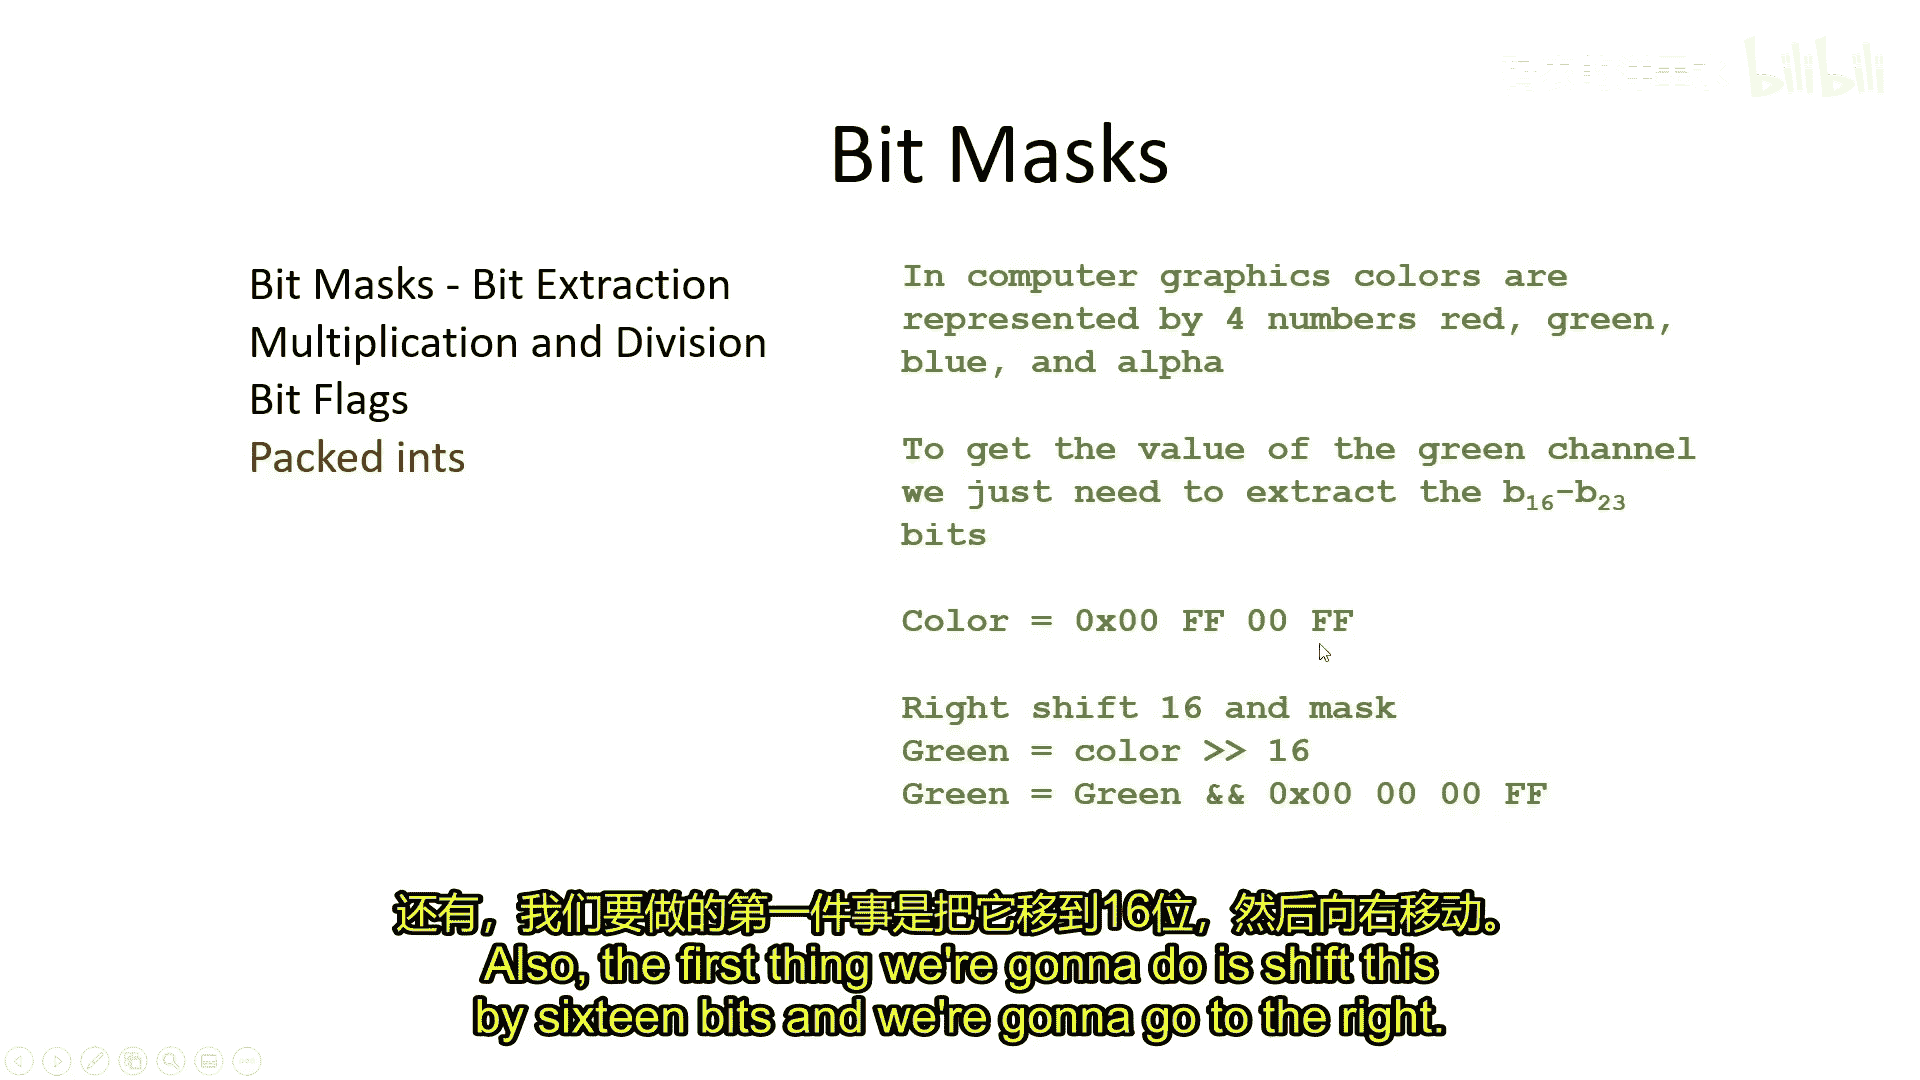 bilibili
Bit Masks
Bit Masks - Bit Extraction
Multiplication and Division
Bit Flags
Packed ints
In computer graphics colors are
represented by 4 numbers red, green,
blue, and alpha
To get the value of the green channel
we just need to extract the b16-b23
bits
Color = 0x00 FF 00 FF
Right shift 16 and mask
Green = color >> 16
Green = Green && 0x00 00 00 FF
还有，我们要做的第一件事是把它移到16位，然后向右移动。
Also, the first thing we're gonna do is shift this
by sixteen bits and we're gonna go to the right.